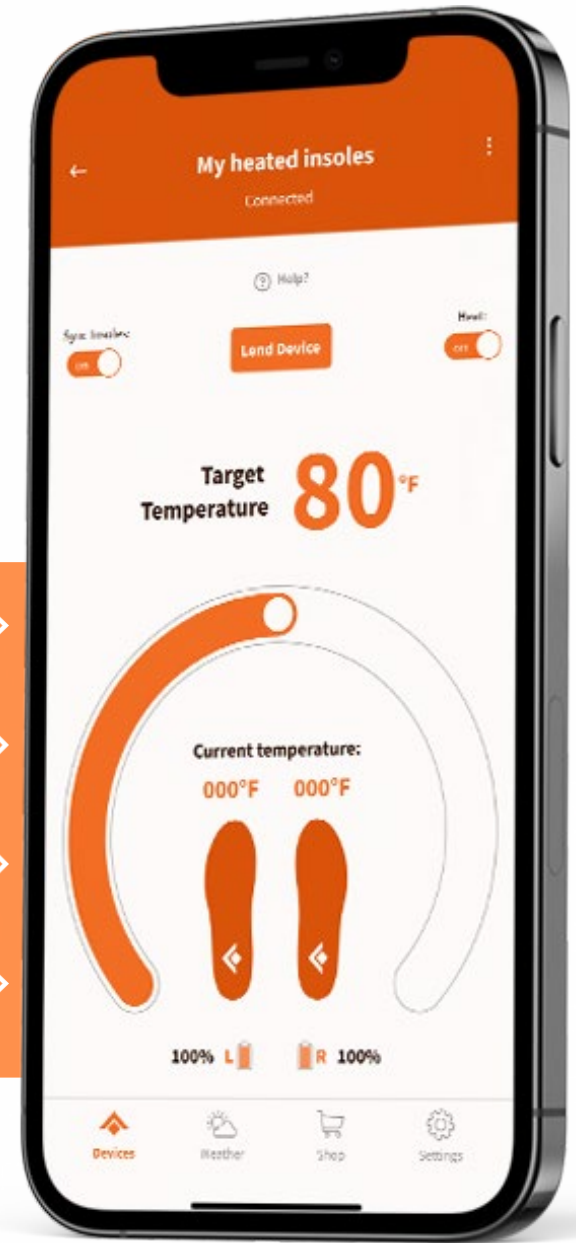 My heated insoles
Connected
? Help?
Sync Insoles:
Heat:
Lend Device
Target
Temperature
80 °F
Current temperature:
000°F 000°F
100% L R 100%
Devices Weather Shop Settings